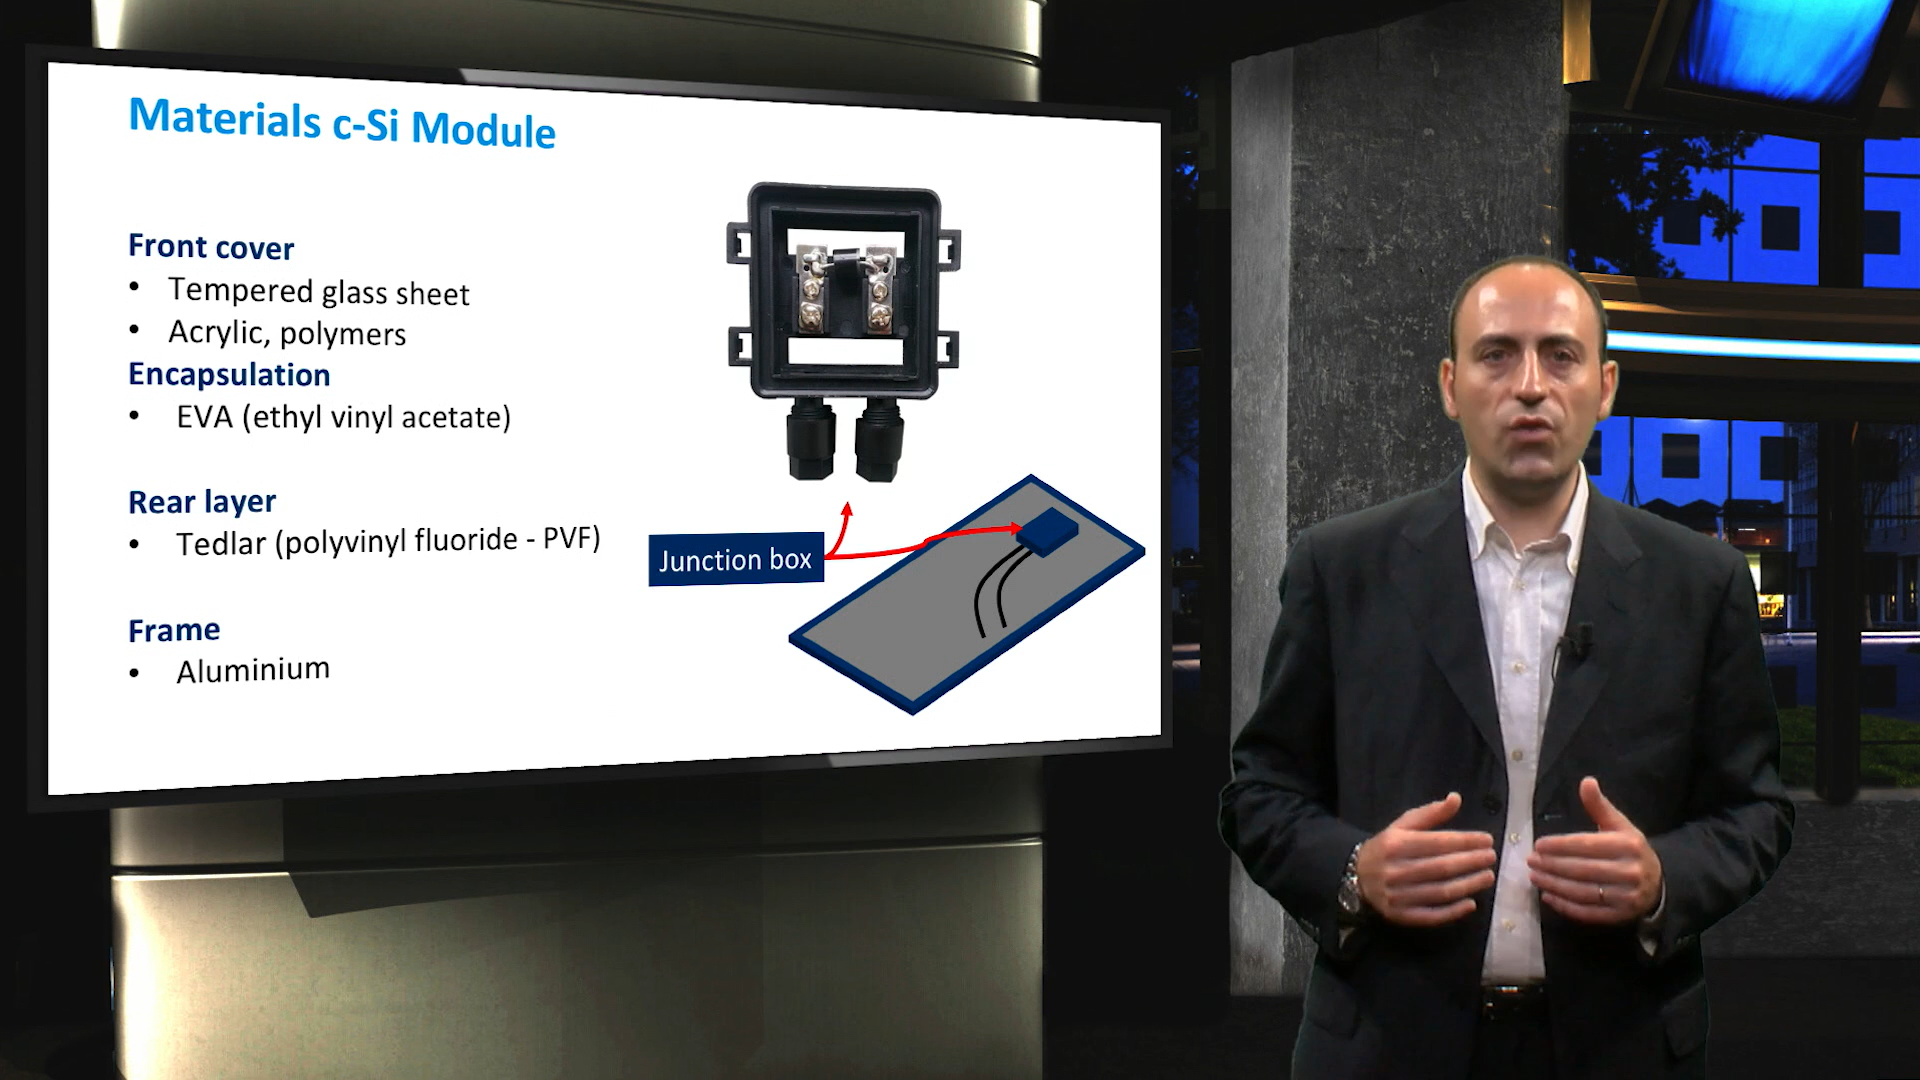 Materials c-Si Module
Front cover
• Tempered glass sheet
• Acrylic, polymers
Encapsulation
• EVA (ethyl vinyl acetate)
Rear layer
• Tedlar (polyvinyl fluoride - PVF)
Junction box
Frame
• Aluminium